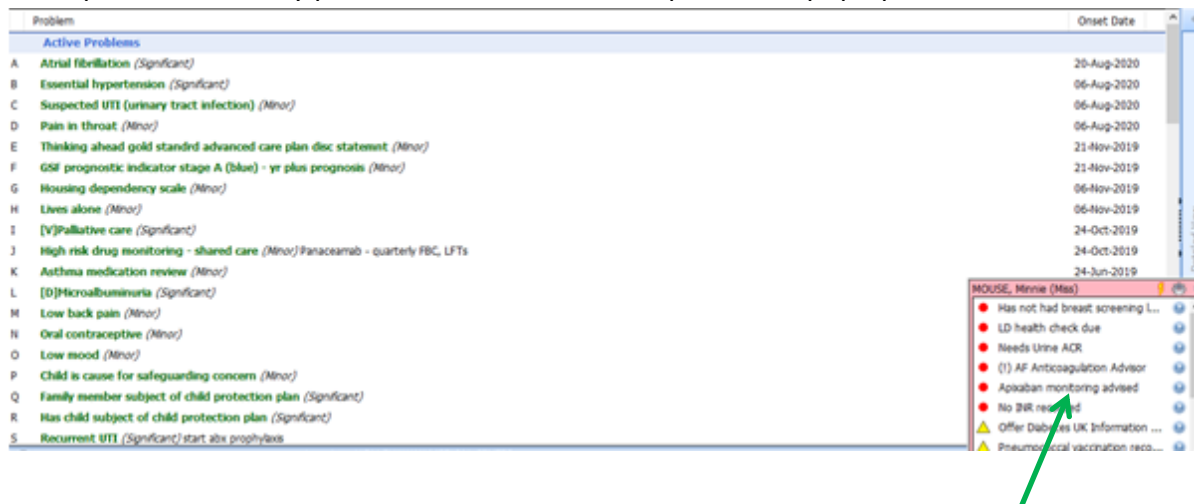 Problem Onset Date
Active Problems
A Atrial fibrillation (Significant) 20-Aug-2020
B Essential hypertension (Significant) 06-Aug-2020
C Suspected UTI (urinary tract infection) (Minor) 06-Aug-2020
D Pain in throat (Minor) 06-Aug-2020
E Thinking ahead gold standrd advanced care plan disc statemnt (Minor) 21-Nov-2019
F GSF prognostic indicator stage A (blue) - yr plus prognosis (Minor) 21-Nov-2019
G Housing dependency scale (Minor) 06-Nov-2019
H Lives alone (Minor) 06-Nov-2019
I [V]Palliative care (Significant) 24-Oct-2019
J High risk drug monitoring - shared care (Minor) Panaceamab - quarterly FBC, LFTs 24-Oct-2019
K Asthma medication review (Minor) 24-Jun-2019
L [D]Microalbuminuria (Significant)
M Low back pain (Minor)
N Oral contraceptive (Minor)
O Low mood (Minor)
P Child is cause for safeguarding concern (Minor)
Q Family member subject of child protection plan (Significant)
R Has child subject of child protection plan (Significant)
S Recurrent UTI (Significant) start abx prophylaxis
MOUSE, Minnie (Miss)
Has not had breast screening l...
LD health check due
Needs Urine ACR
(!) AF Anticoagulation Advisor
Apixaban monitoring advised
No INR
Offer Diabetes UK Information ...
Pneumococcal vaccination reco...